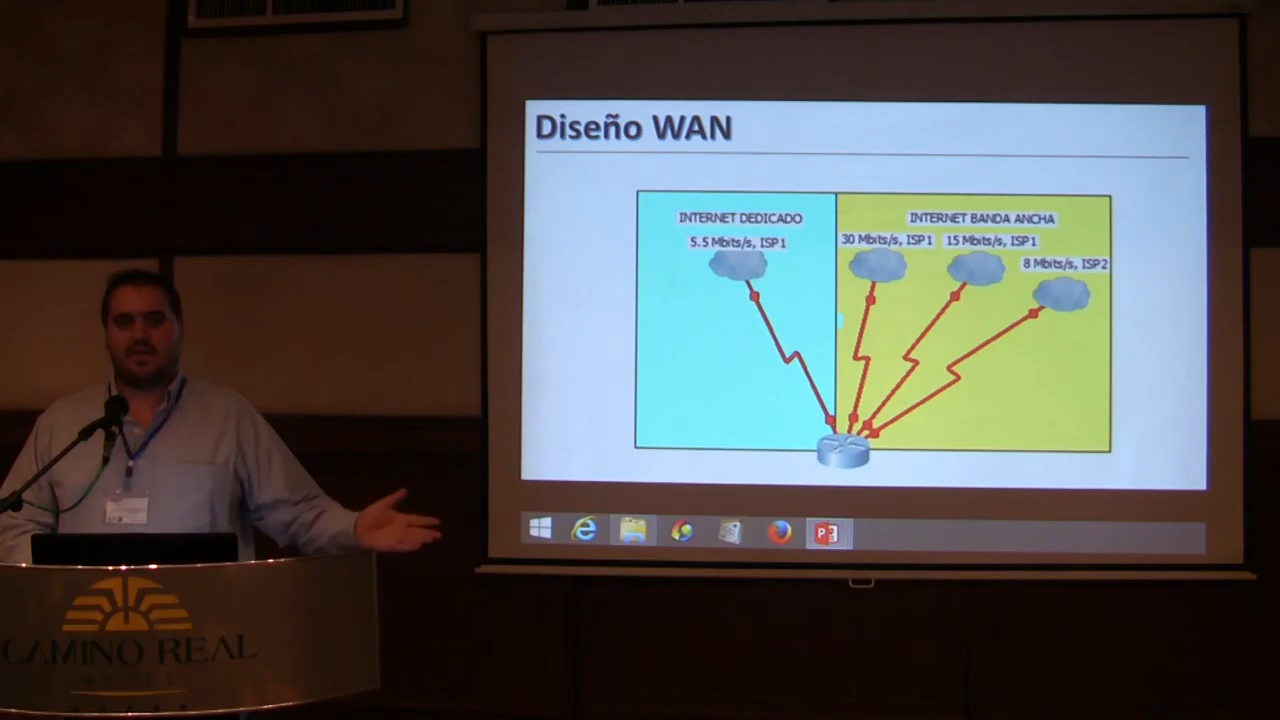 Diseño WAN
INTERNET DEDICADO
5.5 Mbits/s, ISP1
INTERNET BANDA ANCHA
30 Mbits/s, ISP1
15 Mbits/s, ISP1
8 Mbits/s, ISP2
CAMINO REAL